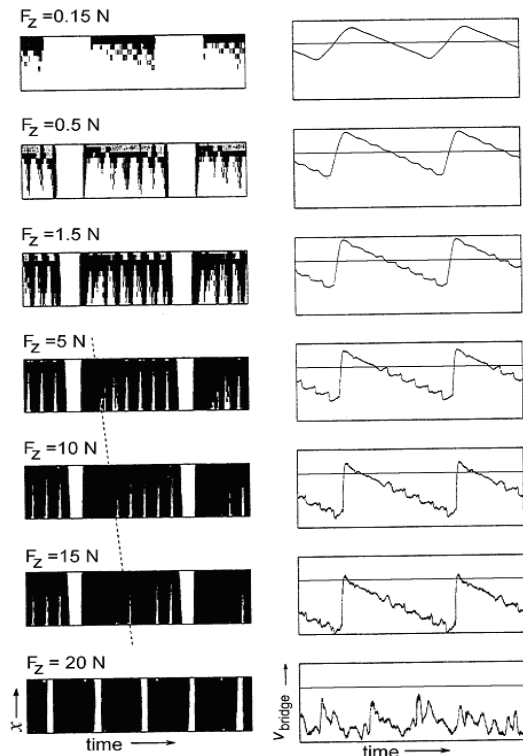 F_z =0.15 N
F_z =0.5 N
F_z =1.5 N
F_z =5 N
F_z =10 N
F_z =15 N
F_z =20 N
x
time
v_bridge
time